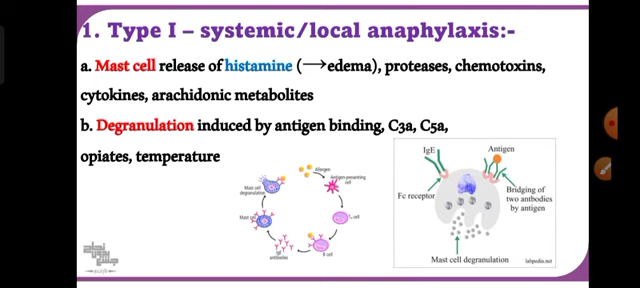 1. Type I – systemic/local anaphylaxis:-
a. Mast cell release of histamine (⟶edema), proteases, chemotoxins,
cytokines, arachidonic metabolites
b. Degranulation induced by antigen binding, C3a, C5a,
opiates, temperature
Allergen
Mast cell
degranulation
Antigen-presenting
cell
Mast cell
antibodies
B cell
IgE
Antigen
Fc receptor
Bridging of
two antbodies
by antigen
Mast cell degranulation
labpedia.net